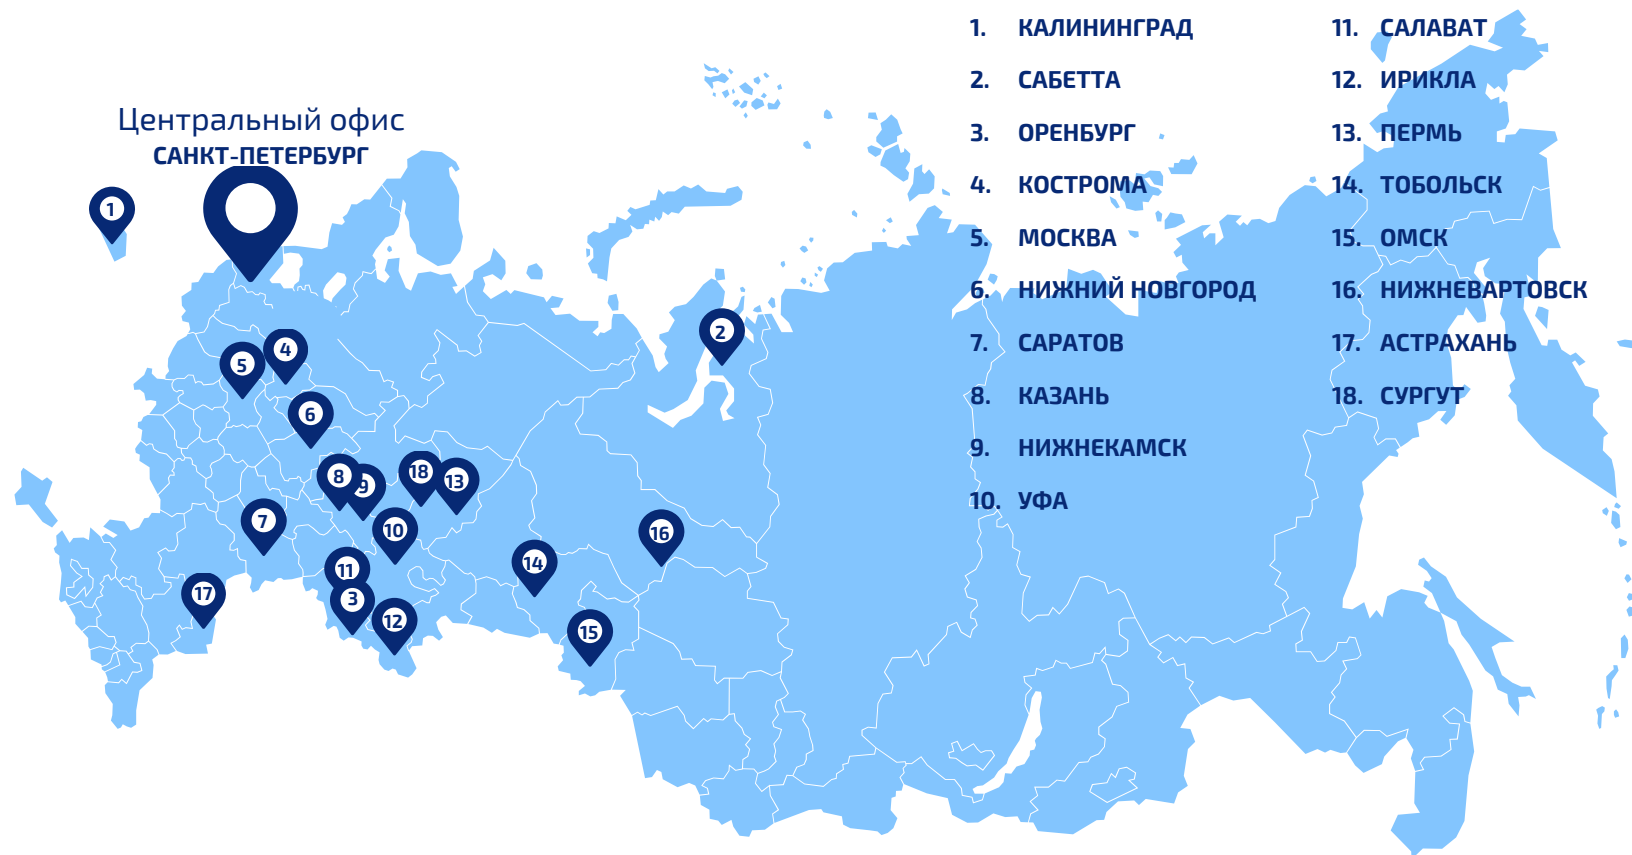 Центральный офис
САНКТ-ПЕТЕРБУРГ
1. КАЛИНИНГРАД
2. САБЕТТА
3. ОРЕНБУРГ
4. КОСТРОМА
5. МОСКВА
6. НИЖНИЙ НОВГОРОД
7. САРАТОВ
8. КАЗАНЬ
9. НИЖНЕКАМСК
10. УФА
11. САЛАВАТ
12. ИРИКЛА
13. ПЕРМЬ
14. ТОБОЛЬСК
15. ОМСК
16. НИЖНЕВАРТОВСК
17. АСТРАХАНЬ
18. СУРГУТ
1
2
4
5
6
8
9
18
13
7
10
16
11
14
17
3
12
15